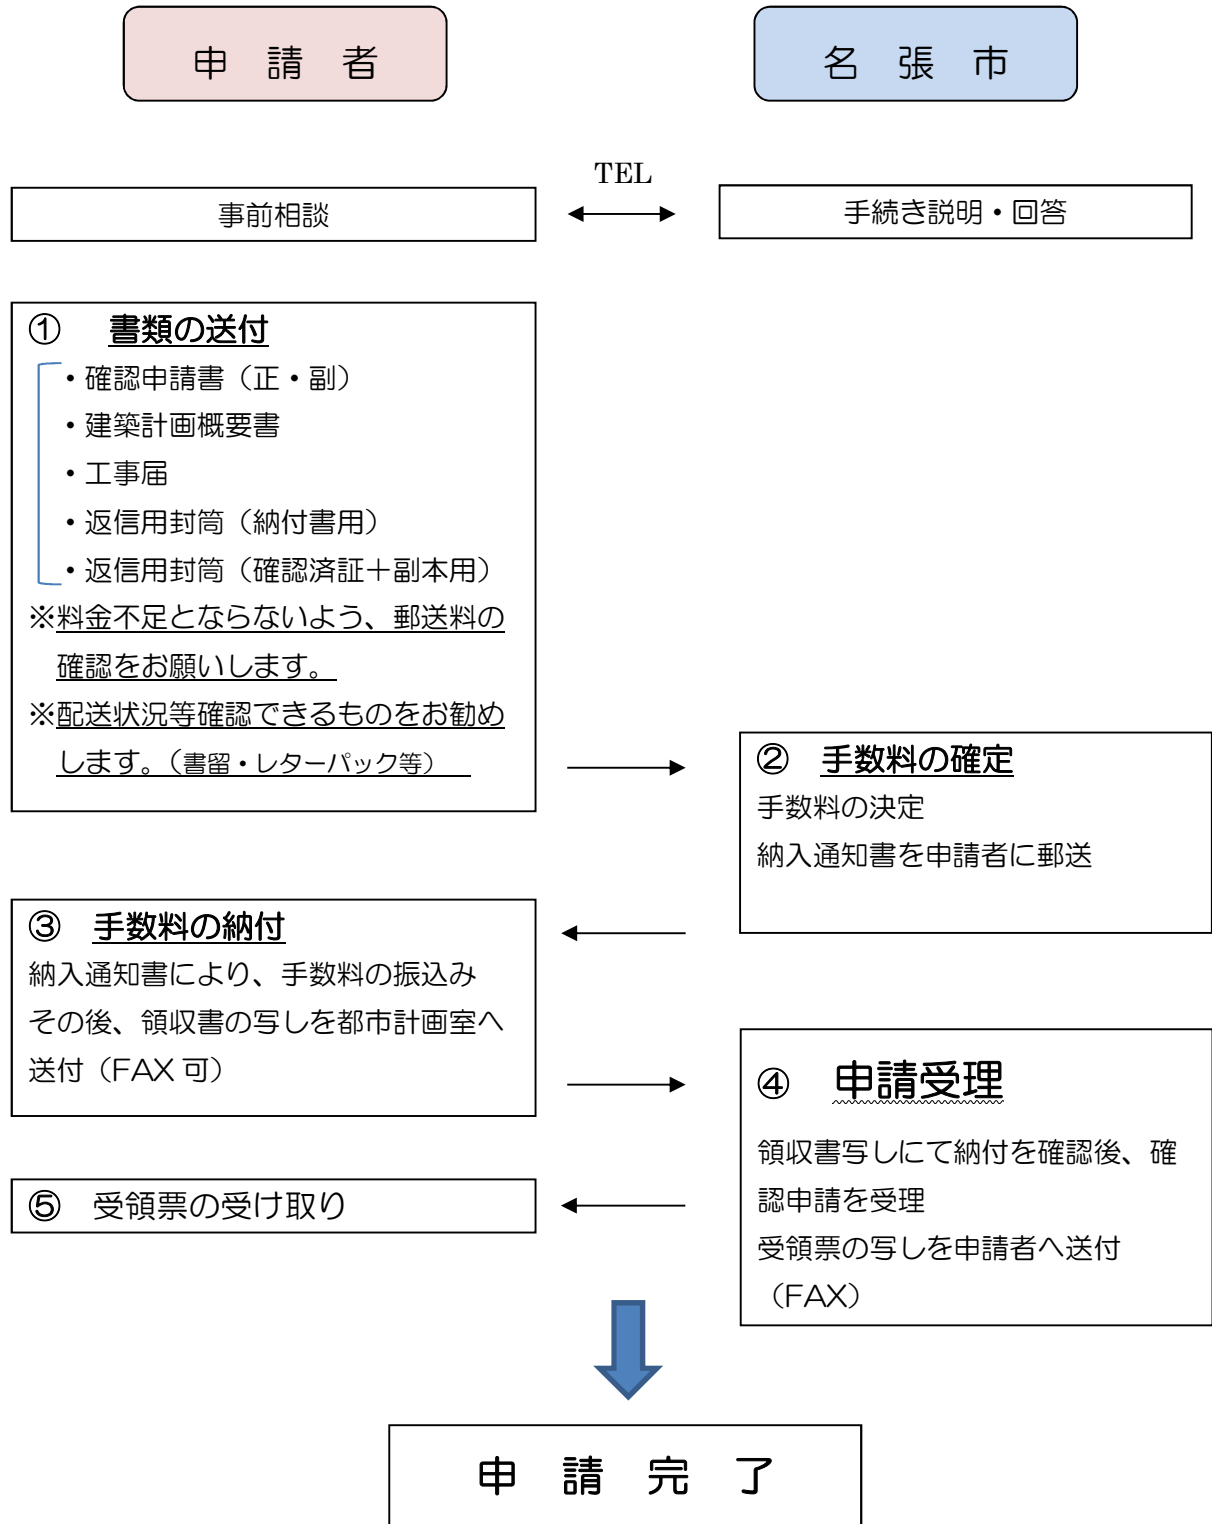 申 請 者
名 張 市
TEL
事前相談
手続き説明・回答
① 書類の送付
・確認申請書（正・副）
・建築計画概要書
・工事届
・返信用封筒（納付書用）
・返信用封筒（確認済証＋副本用）
※料金不足とならないよう、郵送料の
確認をお願いします。
※配送状況等確認できるものをお勧め
します。（書留・レターパック等）
② 手数料の確定
手数料の決定
納入通知書を申請者に郵送
③ 手数料の納付
納入通知書により、手数料の振込み
その後、領収書の写しを都市計画室へ
送付（FAX 可）
④ 申請受理
領収書写しにて納付を確認後、確
認申請を受理
受領票の写しを申請者へ送付
（FAX）
⑤ 受領票の受け取り
申 請 完 了